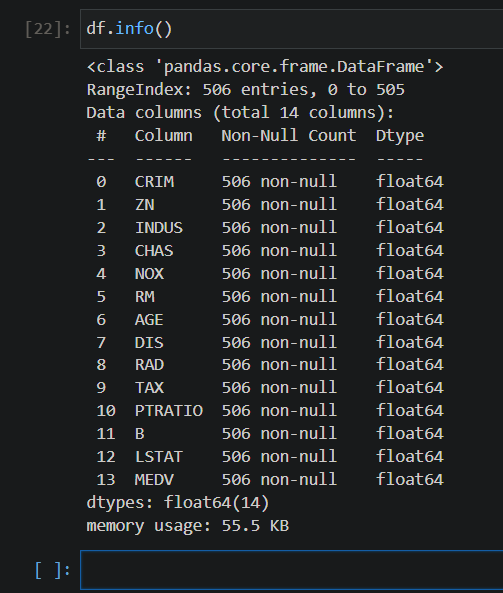 [22]: df.info()
<class 'pandas.core.frame.DataFrame'>
RangeIndex: 506 entries, 0 to 505
Data columns (total 14 columns):
 #   Column   Non-Null Count  Dtype
---  ------   --------------  -----
 0   CRIM     506 non-null    float64
 1   ZN       506 non-null    float64
 2   INDUS    506 non-null    float64
 3   CHAS     506 non-null    float64
 4   NOX      506 non-null    float64
 5   RM       506 non-null    float64
 6   AGE      506 non-null    float64
 7   DIS      506 non-null    float64
 8   RAD      506 non-null    float64
 9   TAX      506 non-null    float64
 10  PTRATIO  506 non-null    float64
 11  B        506 non-null    float64
 12  LSTAT    506 non-null    float64
 13  MEDV     506 non-null    float64
dtypes: float64(14)
memory usage: 55.5 KB
[ ]: